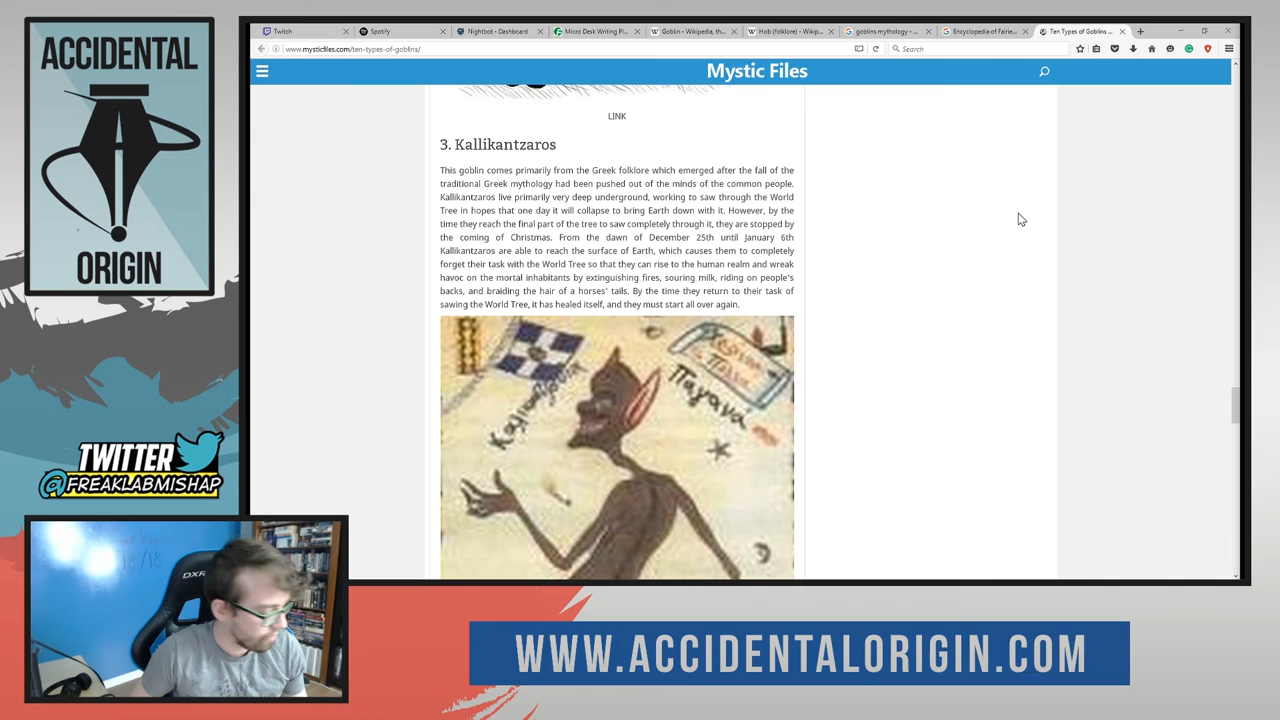 ACCIDENTAL
ORIGIN
TWITTER
@FREAKLABMISHAP
Twitch
Spotify
Nightbot - Dashboard
Micro Desk Writing Pl...
Goblin - Wikipedia, th...
Hob (folklore) - Wikip...
goblins mythology - ...
Encyclopedia of Fairie...
Ten Types of Goblins ...
www.mysticfiles.com/ten-types-of-goblins/
Search
Mystic Files
LINK
3. Kallikantzaros
This goblin comes primarily from the Greek folklore which emerged after the fall of the
traditional Greek mythology had been pushed out of the minds of the common people.
Kallikantzaros live primarily very deep underground, working to saw through the World
Tree in hopes that one day it will collapse to bring Earth down with it. However, by the
time they reach the final part of the tree to saw completely through it, they are stopped by
the coming of Christmas. From the dawn of December 25th until January 6th
Kallikantzaros are able to reach the surface of Earth, which causes them to completely
forget their task with the World Tree so that they can rise to the human realm and wreak
havoc on the mortal inhabitants by extinguishing fires, souring milk, riding on people's
backs, and braiding the hair of a horses' tails. By the time they return to their task of
sawing the World Tree, it has healed itself, and they must start all over again.
Παγανά
DXR
WWW.ACCIDENTALORIGIN.COM